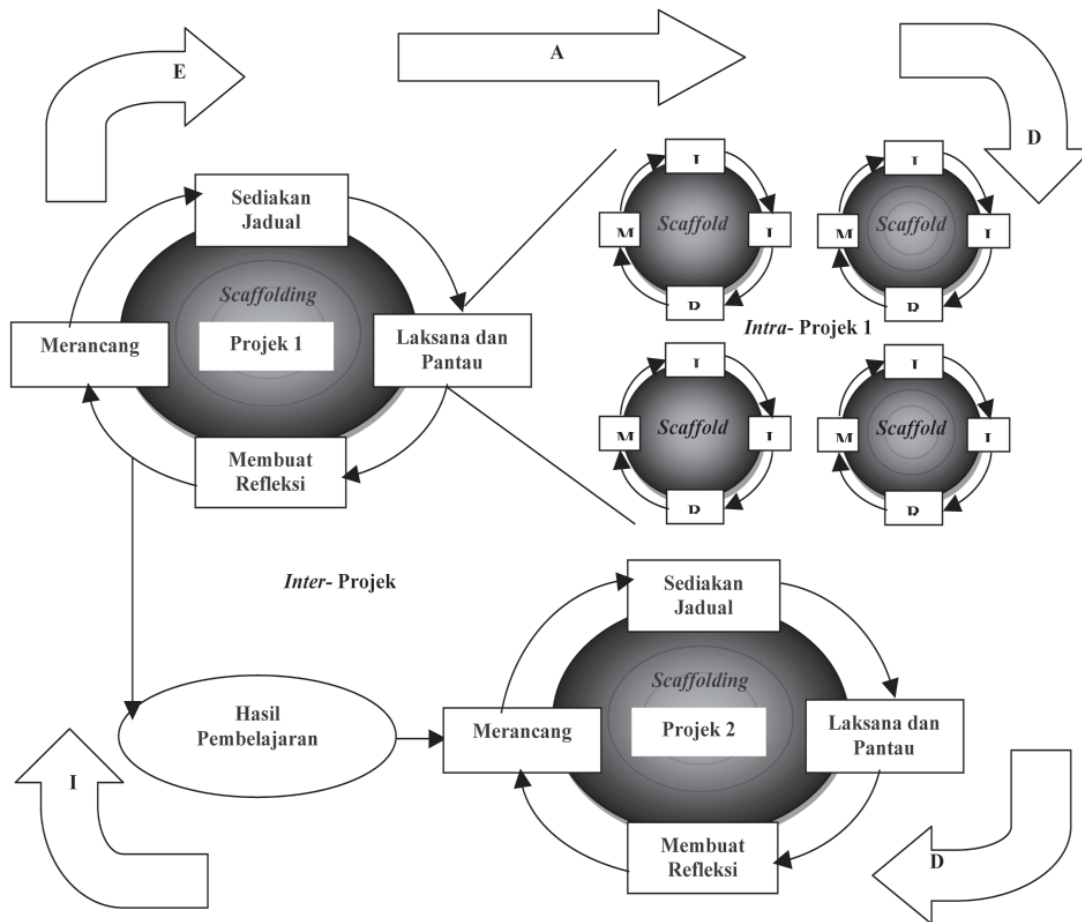 E
A
D
Sediakan
Jadual
Scaffolding
Projek 1
Merancang
Laksana dan
Pantau
Membuat
Refleksi
Scaffold
M
Scaffold
M
Intra- Projek 1
Scaffold
M
Scaffold
M
Inter- Projek
Sediakan
Jadual
Scaffolding
Projek 2
Merancang
Laksana dan
Pantau
Membuat
Refleksi
Hasil
Pembelajaran
I
D